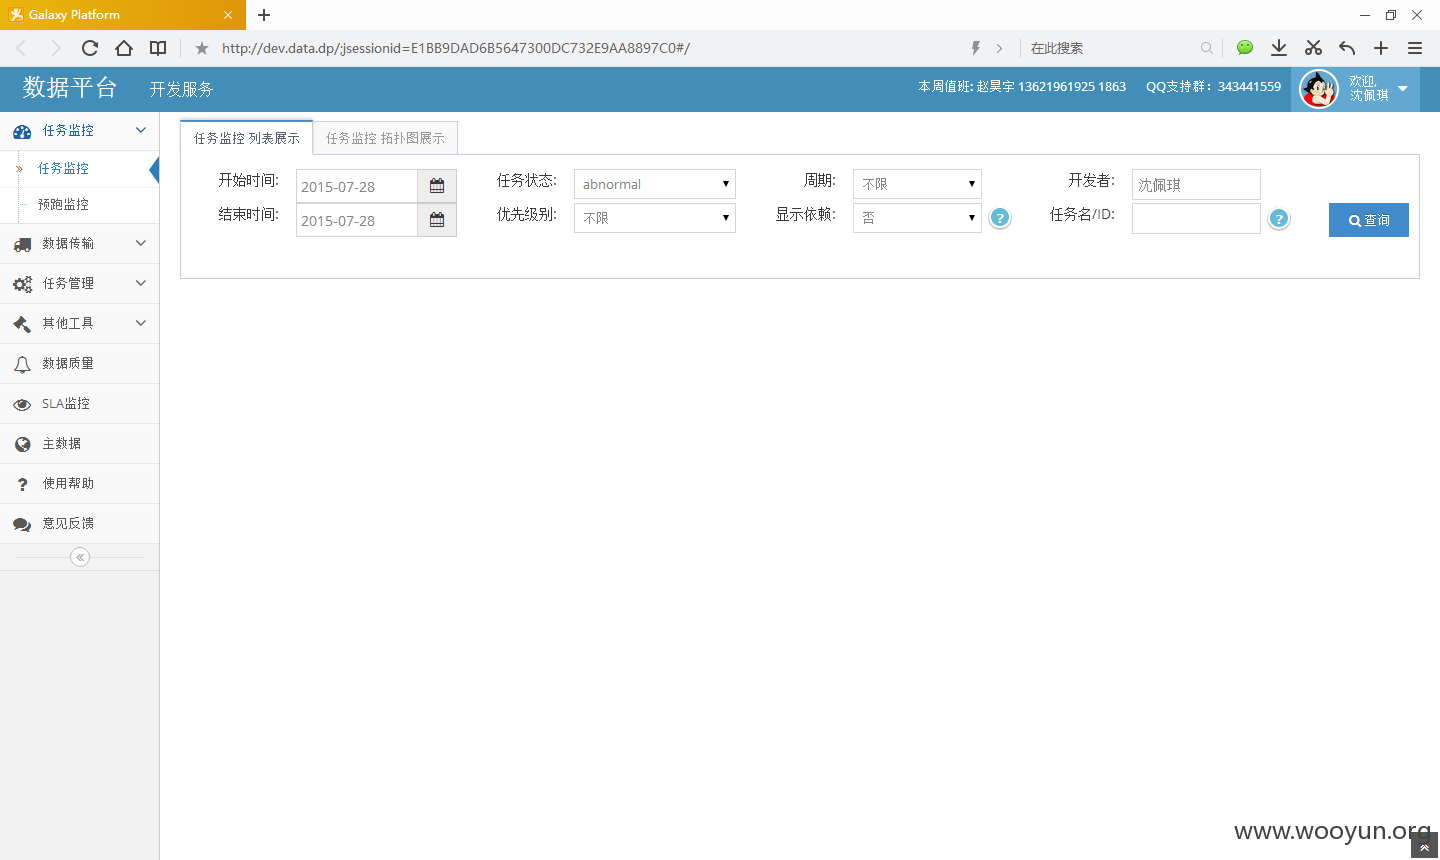 Galaxy Platform
http://dev.data.dp/;jsessionid=E1BB9DAD6B5647300DC732E9AA8897C0#/
在此搜索
数据平台
开发服务
本周值班: 赵昊宇 13621961925 1863
QQ支持群：343441559
欢迎,
沈佩琪
任务监控
任务监控
预跑监控
数据传输
任务管理
其他工具
数据质量
SLA监控
主数据
使用帮助
意见反馈
任务监控 列表展示
任务监控 拓扑图展示
开始时间: 2015-07-28 任务状态: abnormal 周期: 不限 开发者: 沈佩琪
结束时间: 2015-07-28 优先级别: 不限 显示依赖: 否 任务名/ID: 查询
www.wooyun.org